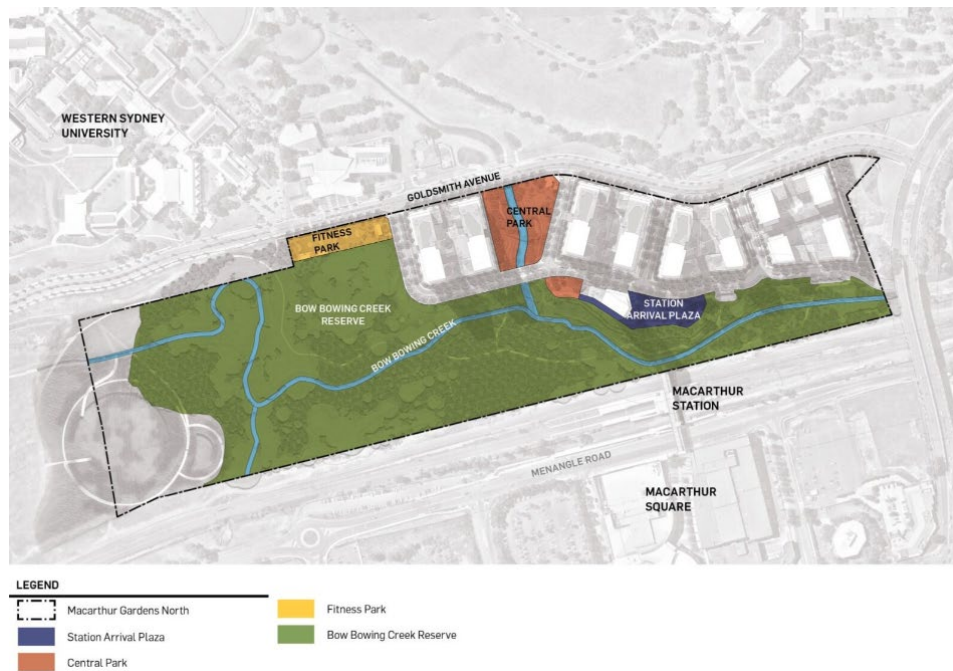 WESTERN SYDNEY
UNIVERSITY
GOLDSMITH AVENUE
CENTRAL
PARK
FITNESS
PARK
BOW BOWING CREEK
RESERVE
STATION
ARRIVAL PLAZA
BOW BOWING CREEK
MACARTHUR
STATION
MENANGLE ROAD
MACARTHUR
SQUARE
LEGEND
Macarthur Gardens North
Station Arrival Plaza
Central Park
Fitness Park
Bow Bowing Creek Reserve